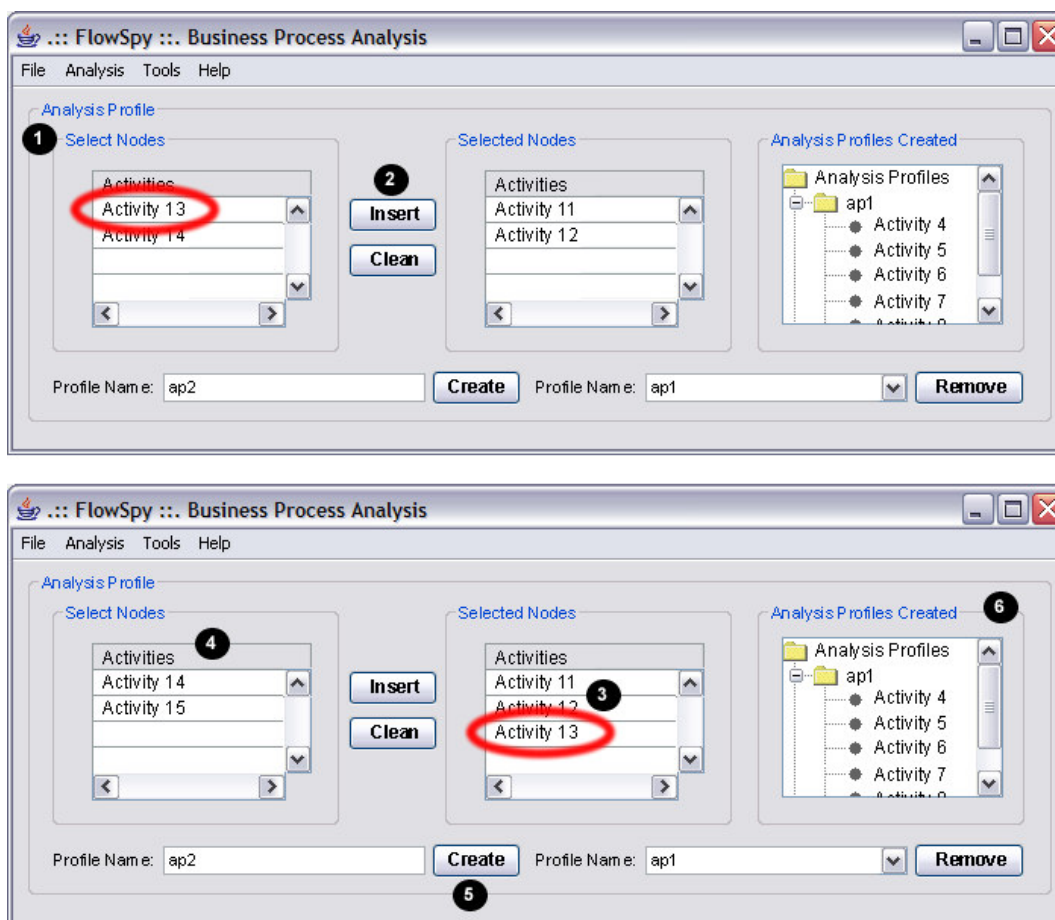 .:: FlowSpy ::. Business Process Analysis
File Analysis Tools Help
Analysis Profile
1 Select Nodes
Activities
Activity 13
Activity 14
2
Insert
Clean
Selected Nodes
Activities
Activity 11
Activity 12
Analysis Profiles Created
Analysis Profiles
ap1
Activity 4
Activity 5
Activity 6
Activity 7
Profile Name: ap2 Create Profile Name: ap1 Remove
.:: FlowSpy ::. Business Process Analysis
File Analysis Tools Help
Analysis Profile
Select Nodes
4
Activities
Activity 14
Activity 15
Insert
Clean
Selected Nodes
Activities
Activity 11
3
Activity 12
Activity 13
Analysis Profiles Created 6
Analysis Profiles
ap1
Activity 4
Activity 5
Activity 6
Activity 7
Profile Name: ap2 Create Profile Name: ap1 Remove
5